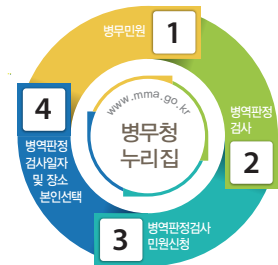 병무민원
1
www.mma.go.kr
병무청
누리집
병역판정
검사
2
병역판정검사
민원신청
3
4
병역판정
검사일자
및 장소
본인선택